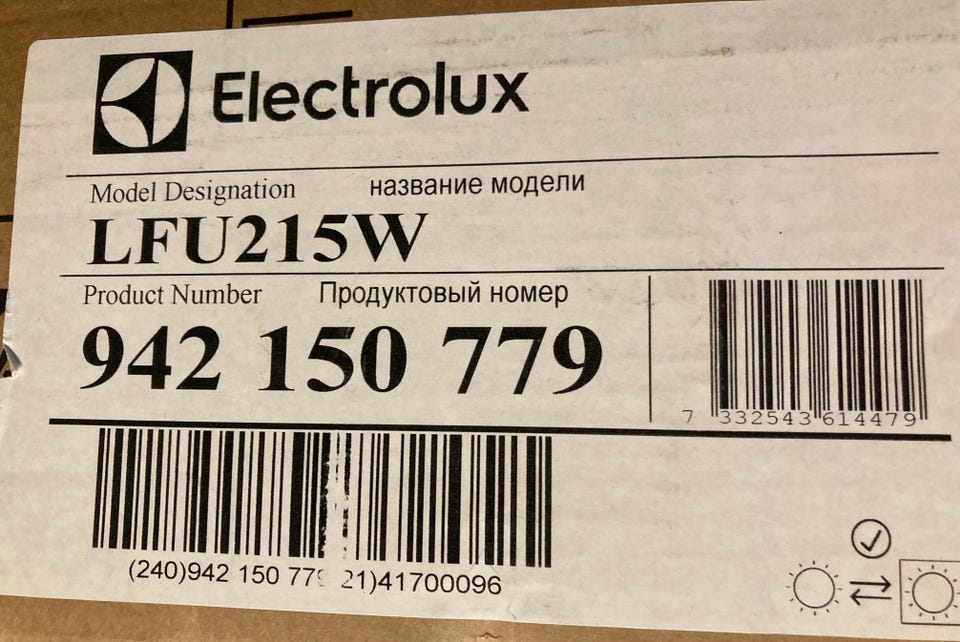 Electrolux
Model Designation название модели
LFU215W
Product Number Продуктовый номер
942 150 779
7 332543 614479
(240)942 150 77 21)41700096